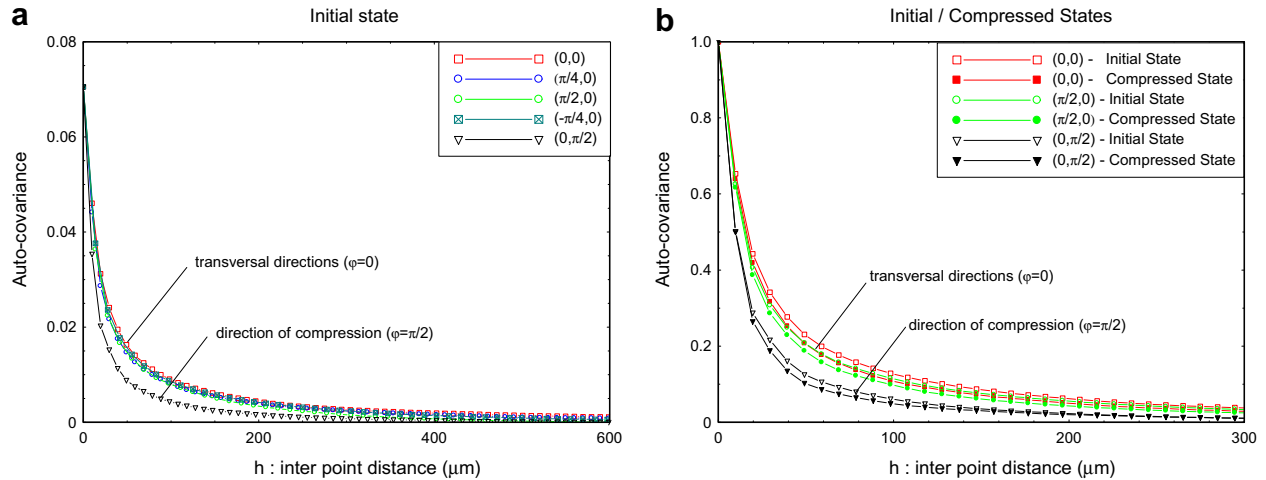 a
Initial state
0.08
0.06
0.04
0.02
0
Auto-covariance
(0,0)
(π/4,0)
(π/2,0)
(-π/4,0)
(0,π/2)
transversal directions (φ=0)
direction of compression (φ=π/2)
0
200
400
600
h : inter point distance (μm)
b
Initial / Compressed States
1.0
0.8
0.6
0.4
0.2
0
Auto-covariance
(0,0) - Initial State
(0,0) - Compressed State
(π/2,0) - Initial State
(π/2,0) - Compressed State
(0,π/2) - Initial State
(0,π/2) - Compressed State
transversal directions (φ=0)
direction of compression (φ=π/2)
0
100
200
300
h : inter point distance (μm)